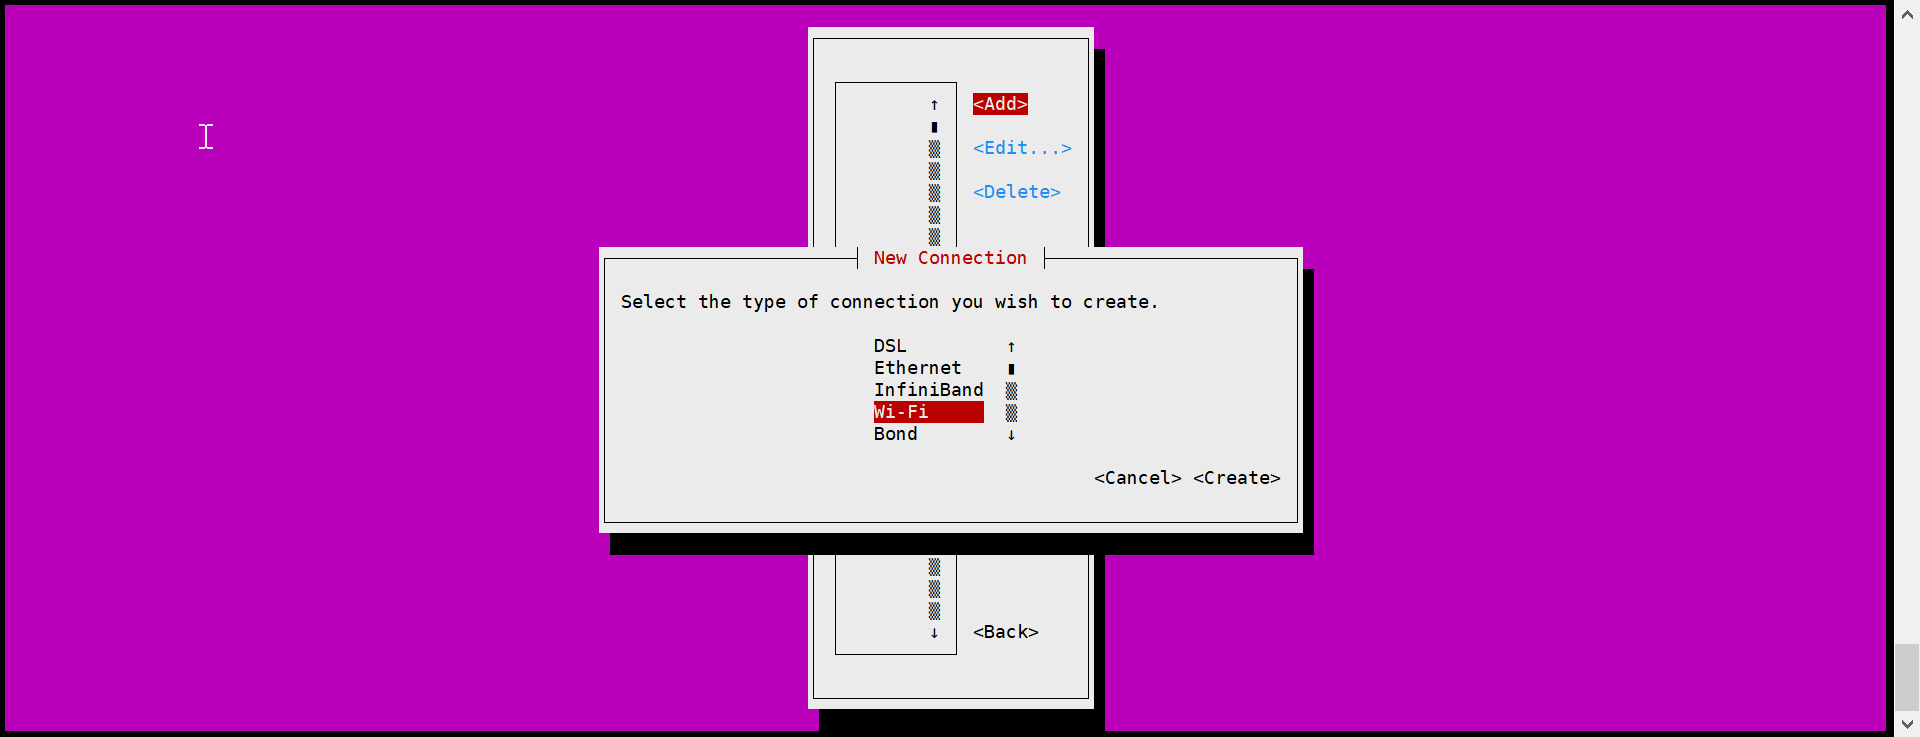 <Add>
<Edit...>
<Delete>
New Connection
Select the type of connection you wish to create.
DSL
Ethernet
InfiniBand
Wi-Fi
Bond
<Cancel> <Create>
<Back>